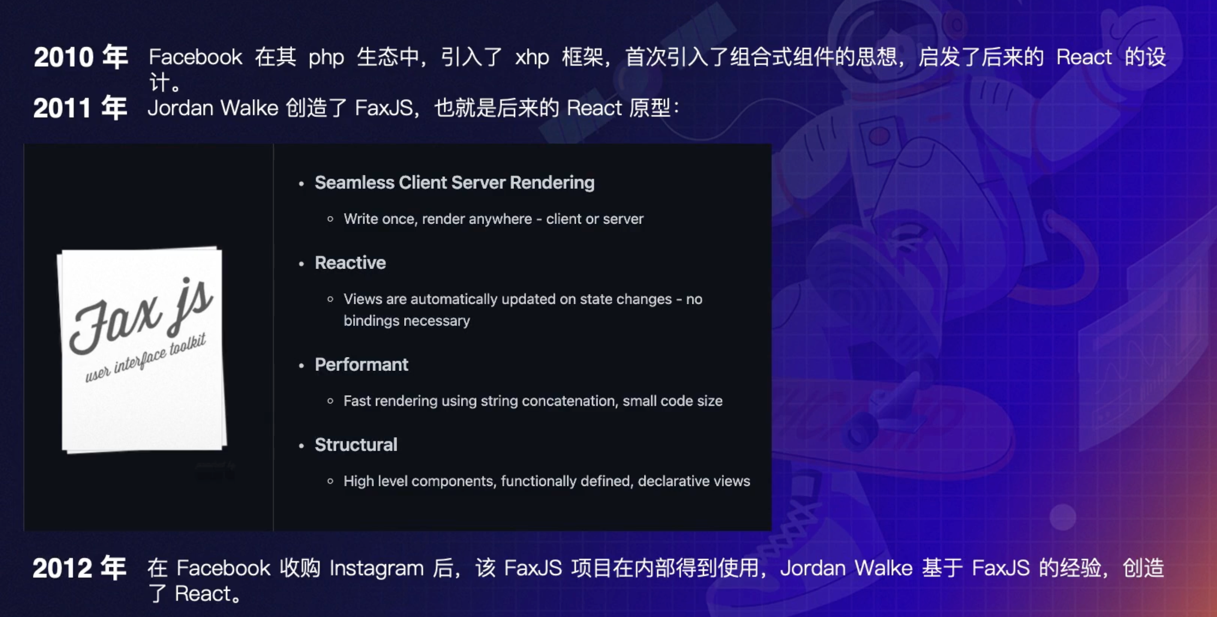 2010 年 Facebook 在其 php 生态中，引入了 xhp 框架，首次引入了组合式组件的思想，启发了后来的 React 的设
计。
2011 年 Jordan Walke 创造了 FaxJS，也就是后来的 React 原型：
Fax js
user interface toolkit
• Seamless Client Server Rendering
◦ Write once, render anywhere - client or server
• Reactive
◦ Views are automatically updated on state changes - no
bindings necessary
• Performant
◦ Fast rendering using string concatenation, small code size
• Structural
◦ High level components, functionally defined, declarative views
2012 年 在 Facebook 收购 Instagram 后，该 FaxJS 项目在内部得到使用，Jordan Walke 基于 FaxJS 的经验，创造
了 React。